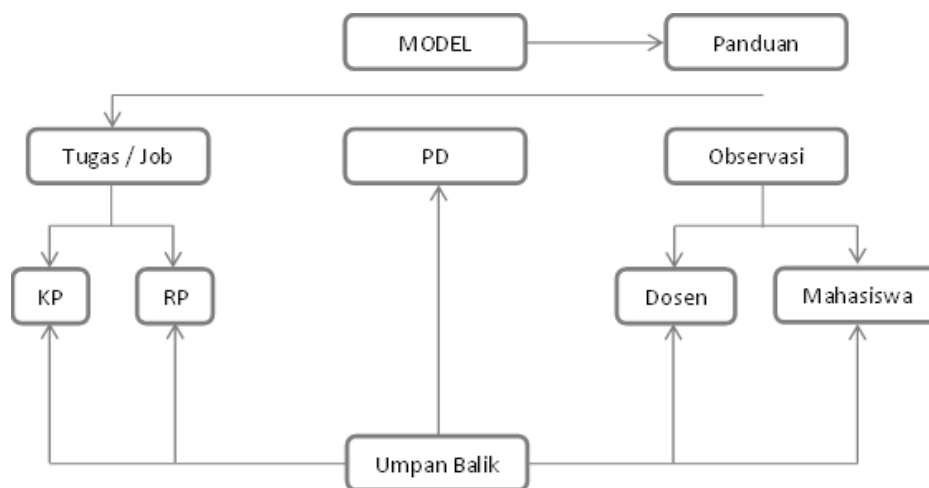 MODEL
Panduan
Tugas / Job
PD
Observasi
KP
RP
Dosen
Mahasiswa
Umpan Balik